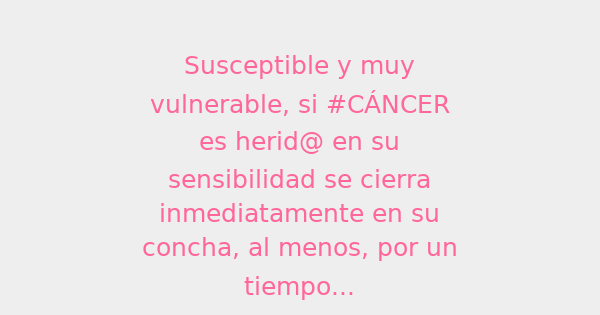 Susceptible y muy
vulnerable, si #CÁNCER
es herid@ en su
sensibilidad se cierra
inmediatamente en su
concha, al menos, por un
tiempo...